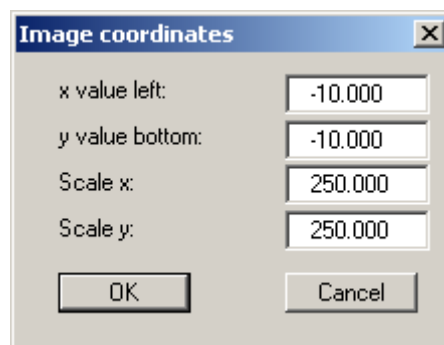 Image coordinates
x value left: -10.000
y value bottom: -10.000
Scale x: 250.000
Scale y: 250.000
OK Cancel